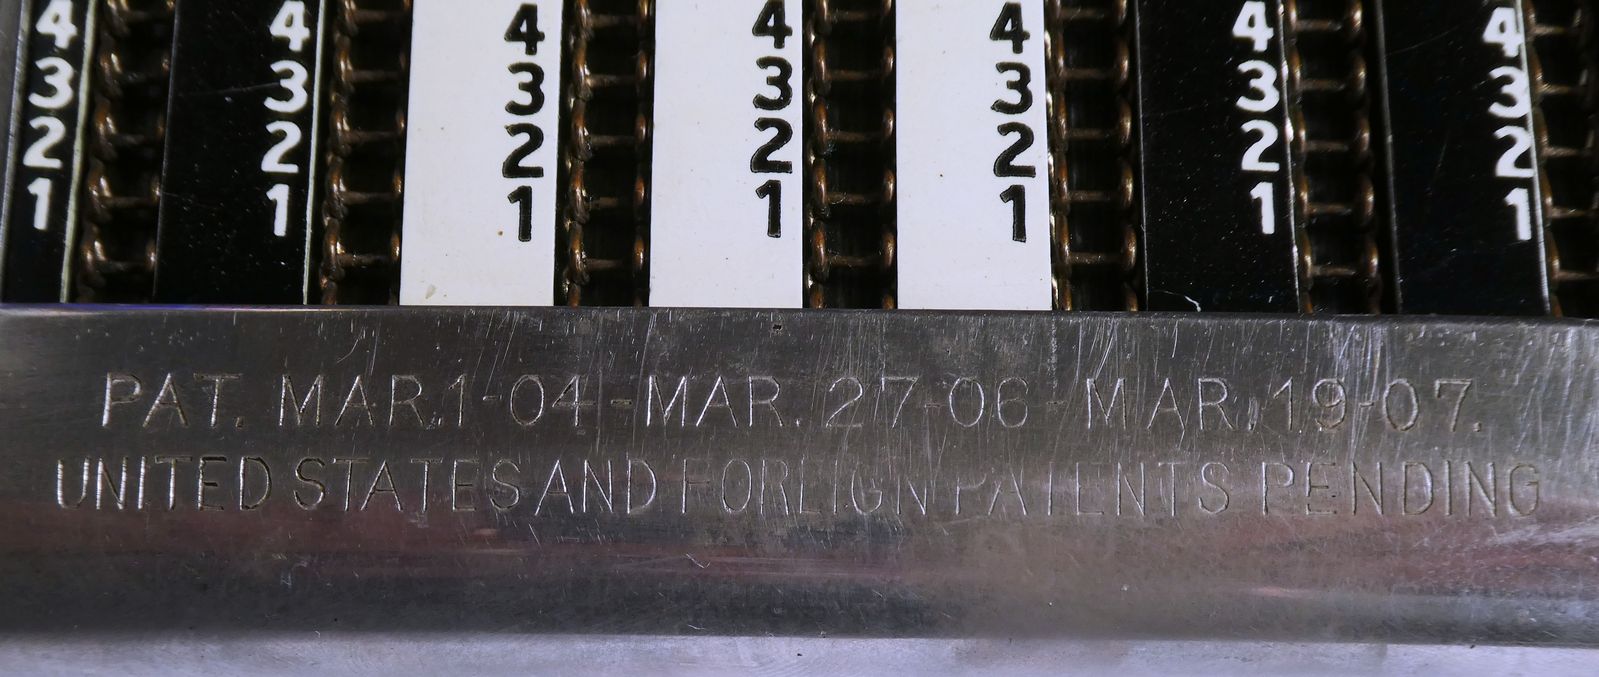 4 4 4 4 4 4 4
3 3 3 3 3 3 3
2 2 2 2 2 2 2
1 1 1 1 1 1 1
PAT. MAR.1-04-MAR. 27-06-MAR.19-07.
UNITED STATES AND FOREIGN PATENTS PENDING